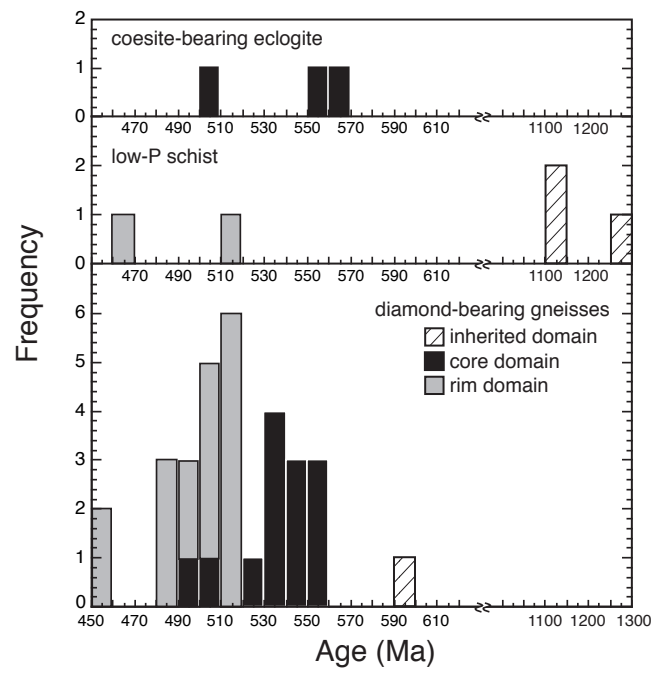 2
coesite-bearing eclogite
1
0
470 490 510 530 550 570 590 610 1100 1200
low-P schist
2
1
0
470 490 510 530 550 570 590 610 1100 1200
Frequency
diamond-bearing gneisses
inherited domain
core domain
rim domain
6
5
4
3
2
1
0
450 470 490 510 530 550 570 590 610 1100 1200 1300
Age (Ma)